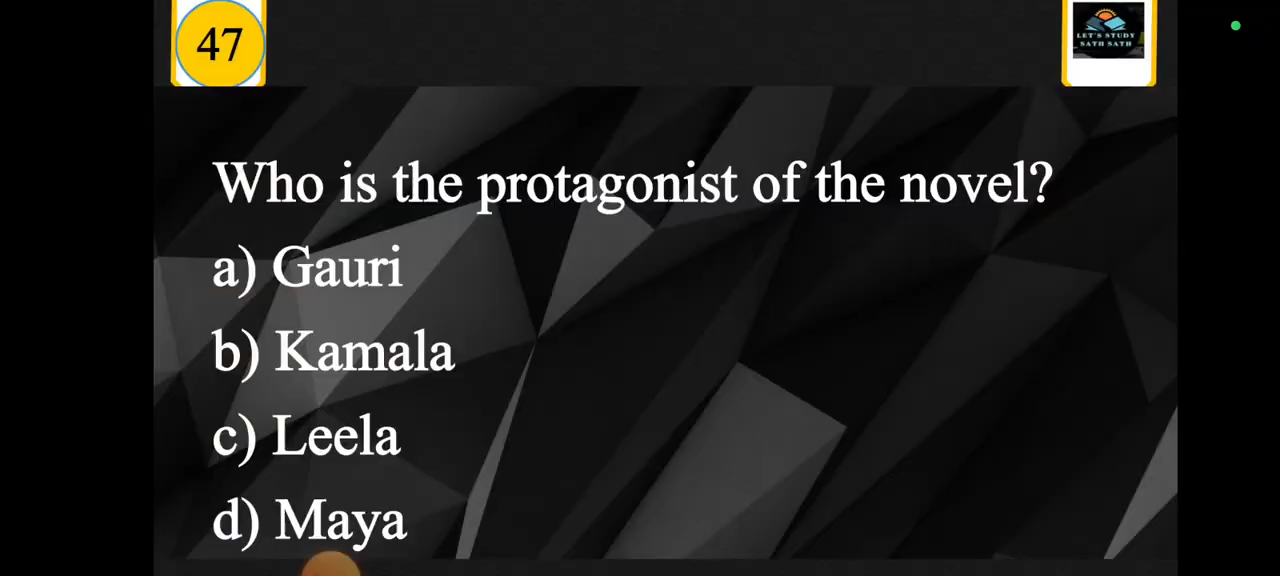 47
LET'S STUDY
SATH SATH
Who is the protagonist of the novel?
a) Gauri
b) Kamala
c) Leela
d) Maya